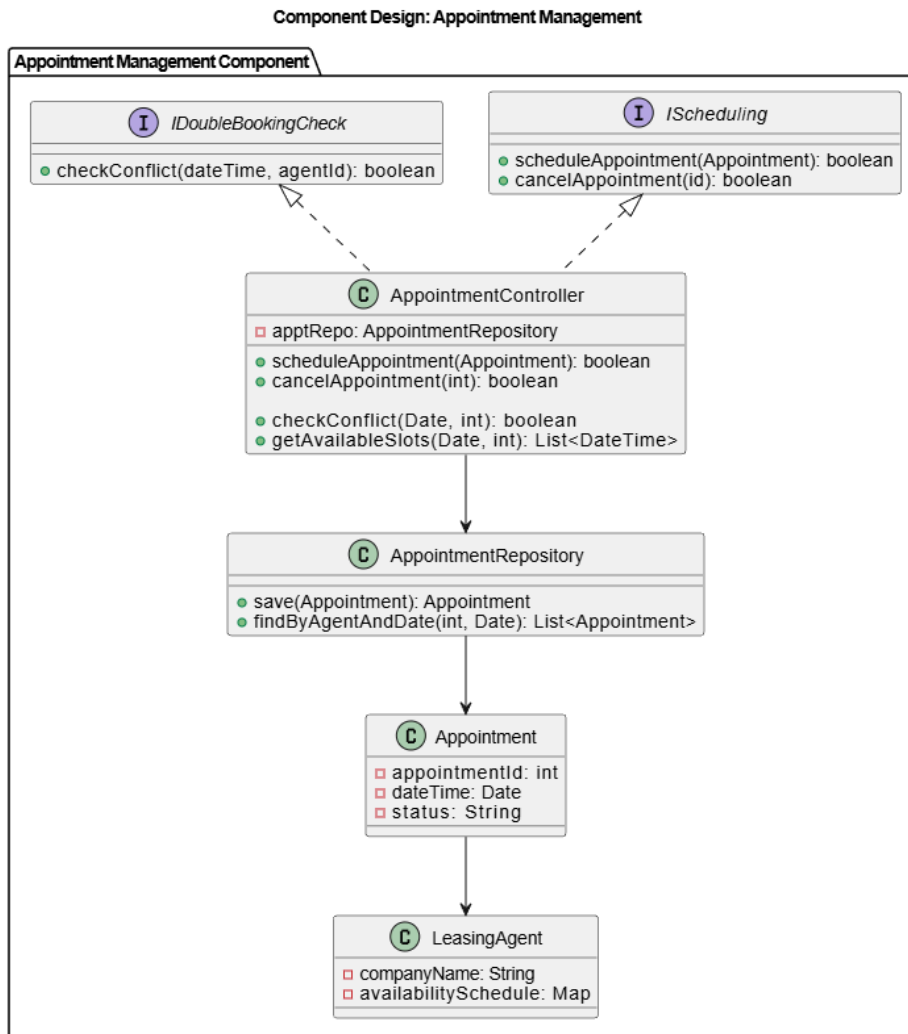 Component Design: Appointment Management
Appointment Management Component
I IDoubleBookingCheck
checkConflict(dateTime, agentId): boolean
I IScheduling
scheduleAppointment(Appointment): boolean
cancelAppointment(id): boolean
C AppointmentController
apptRepo: AppointmentRepository
scheduleAppointment(Appointment): boolean
cancelAppointment(int): boolean
checkConflict(Date, int): boolean
getAvailableSlots(Date, int): List<DateTime>
C AppointmentRepository
save(Appointment): Appointment
findByAgentAndDate(int, Date): List<Appointment>
C Appointment
appointmentId: int
dateTime: Date
status: String
C LeasingAgent
companyName: String
availabilitySchedule: Map